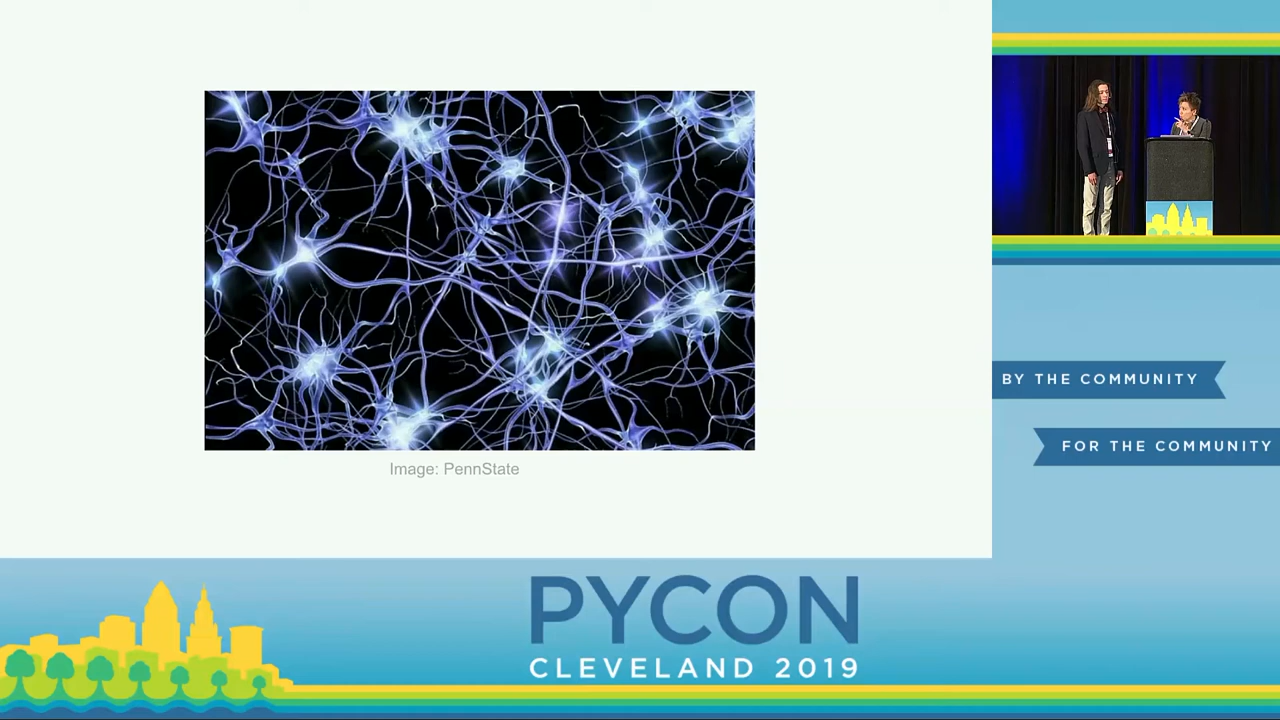 Image: PennState
BY THE COMMUNITY
FOR THE COMMUNITY
PYCON
CLEVELAND 2019